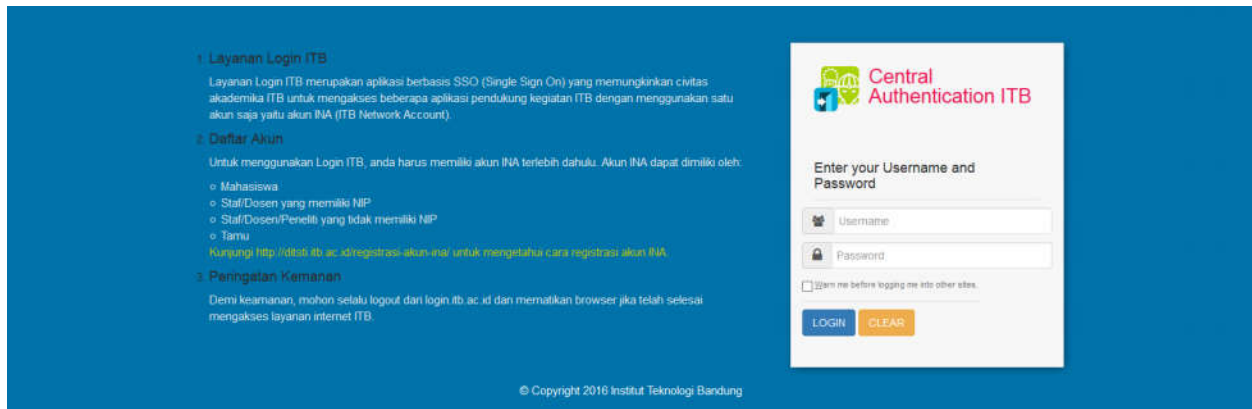 1. Layanan Login ITB
Layanan Login ITB merupakan aplikasi berbasis SSO (Single Sign On) yang memungkinkan civitas
akademika ITB untuk mengakses beberapa aplikasi pendukung kegiatan ITB dengan menggunakan satu
akun saja yaitu akun INA (ITB Network Account).
2. Daftar Akun
Untuk menggunakan Login ITB, anda harus memiliki akun INA terlebih dahulu. Akun INA dapat dimiliki oleh:
Mahasiswa
Staf/Dosen yang memiliki NIP
Staf/Dosen/Peneliti yang tidak memiliki NIP
Tamu
Kunjungi http://ditsti.itb.ac.id/registrasi-akun-ina/ untuk mengetahui cara registrasi akun INA.
3. Peringatan Kemanan
Demi keamanan, mohon selalu logout dari login.itb.ac.id dan mematikan browser jika telah selesai
mengakses layanan internet ITB.
Central
Authentication ITB
Enter your Username and
Password
Username
Password
Warn me before logging me into other sites.
LOGIN CLEAR
© Copyright 2016 Institut Teknologi Bandung